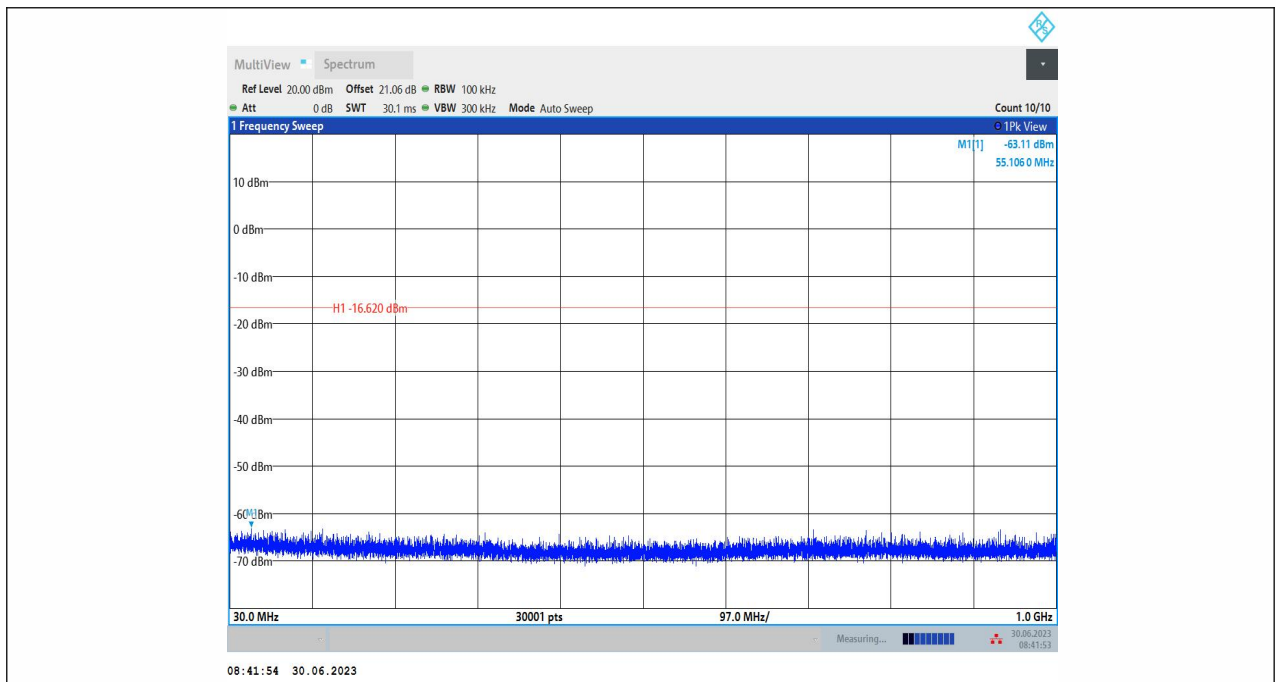 R&S
MultiView Spectrum
Ref Level 20.00 dBm Offset 21.06 dB RBW 100 kHz
Att 0 dB SWT 30.1 ms VBW 300 kHz Mode Auto Sweep Count 10/10
1 Frequency Sweep 1Pk View
M1[1] -63.11 dBm
55.106 0 MHz
10 dBm
0 dBm
-10 dBm
H1 -16.620 dBm
-20 dBm
-30 dBm
-40 dBm
-50 dBm
-60 dBm
M1
-70 dBm
30.0 MHz 30001 pts 97.0 MHz/ 1.0 GHz
Measuring... 30.06.2023
08:41:53
08:41:54 30.06.2023